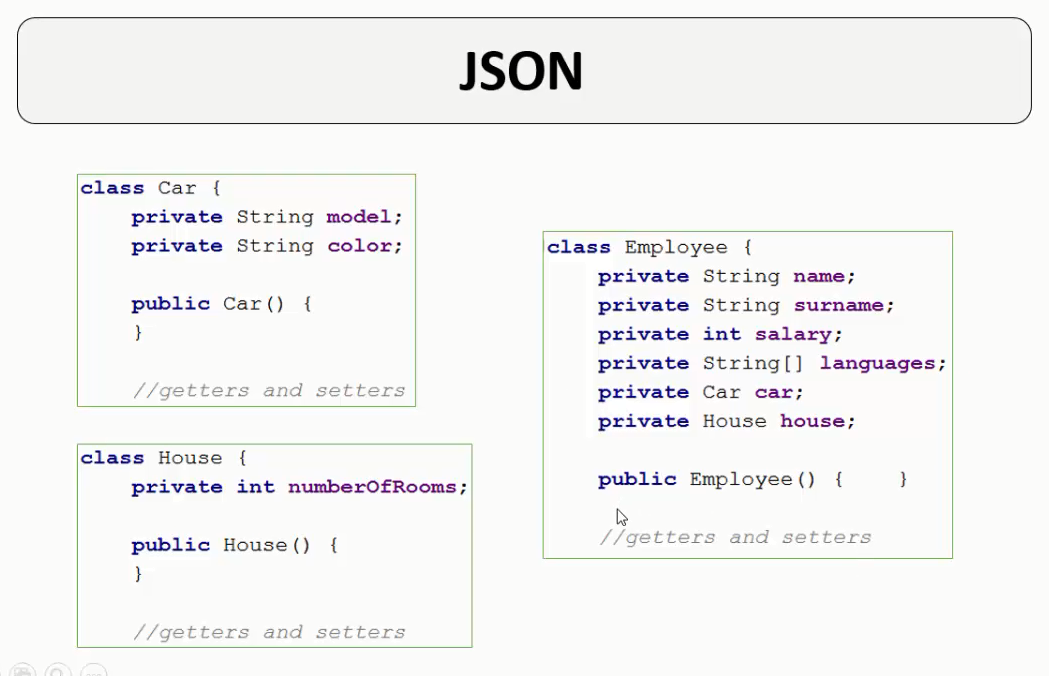 JSON
class Car {
private String model;
private String color;
public Car() {
}
//getters and setters
class House {
private int numberOfRooms;
public House() {
}
//getters and setters
class Employee {
private String name;
private String surname;
private int salary;
private String[] languages;
private Car car;
private House house;
public Employee() {    }
//getters and setters